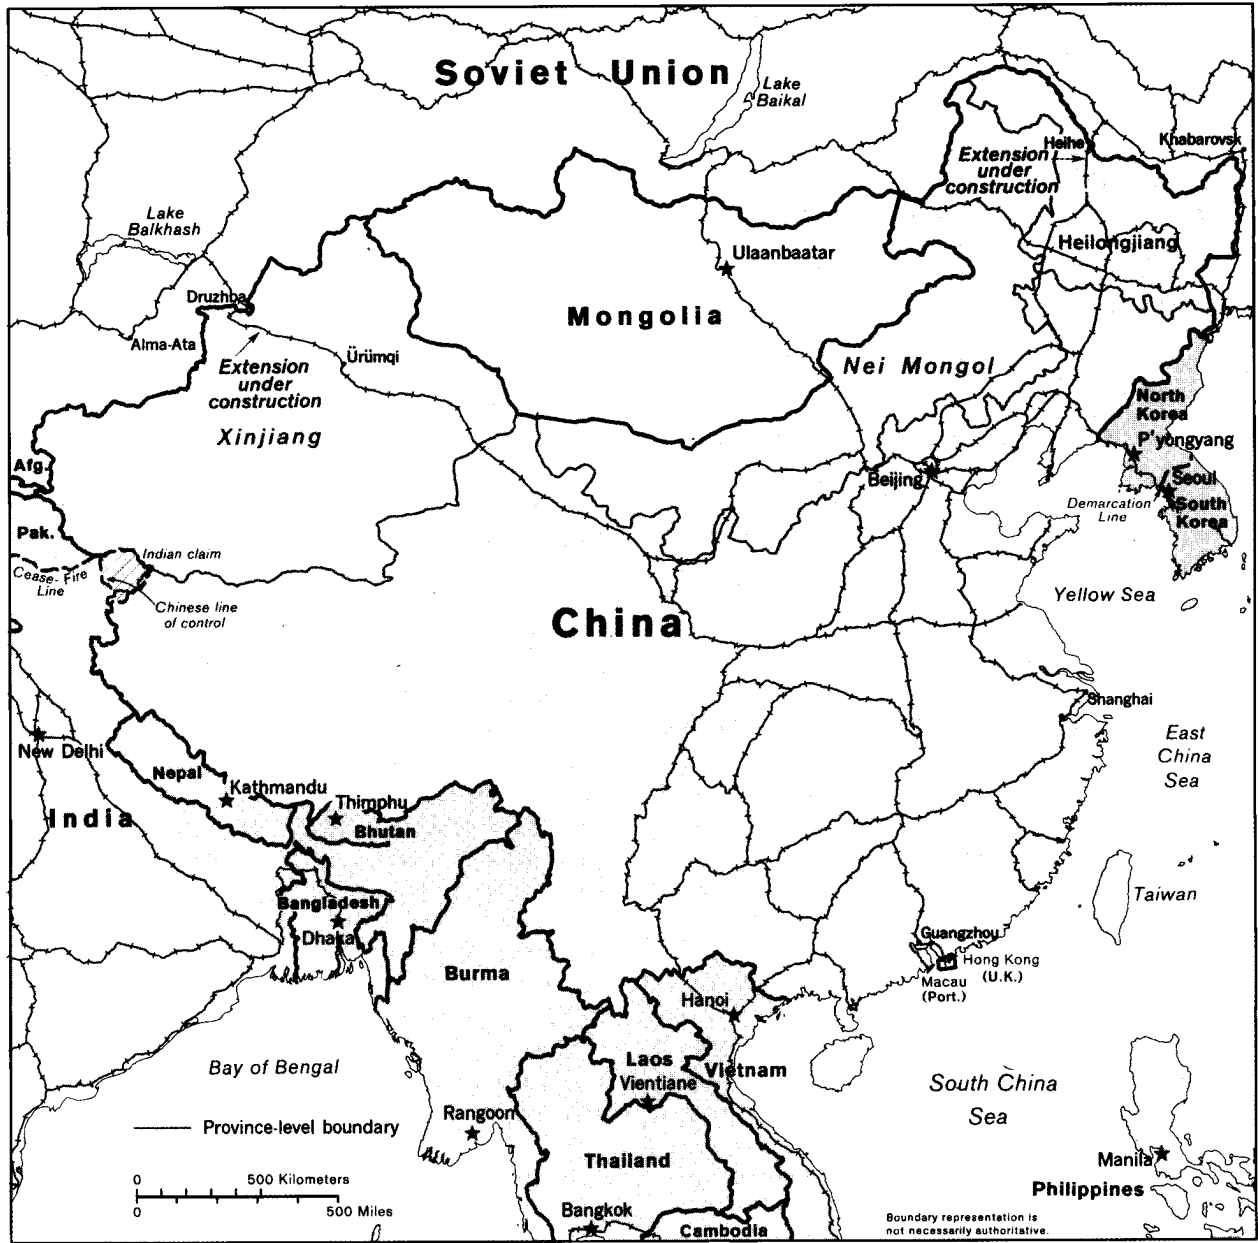 Soviet Union
Lake
Baikal
Heihe
Khabarovsk
Extension
under
construction
Lake
Balkhash
Heilongjiang
Ulaanbaatar
Druzhba
Mongolia
Alma-Ata
Ürümqi
Extension
under
construction
Nei Mongol
Xinjiang
North
Korea
P'yongyang
Afg.
Beijing
Seoul
Demarcation
Line
South
Korea
Pak.
Indian claim
Cease-Fire
Line
Chinese line
of control
Yellow Sea
China
Shanghai
New Delhi
East
China
Sea
Nepal
Kathmandu
Thimphu
India
Bhutan
Taiwan
Bangladesh
Dhaka
Guangzhou
Hong Kong
(U.K.)
Macau
(Port.)
Burma
Hanoi
Laos
Vientiane
Vietnam
Bay of Bengal
South China
Sea
Rangoon
Province-level boundary
Thailand
Manila
Philippines
0 500 Kilometers
0 500 Miles
Bangkok
Cambodia
Boundary representation is
not necessarily authoritative.